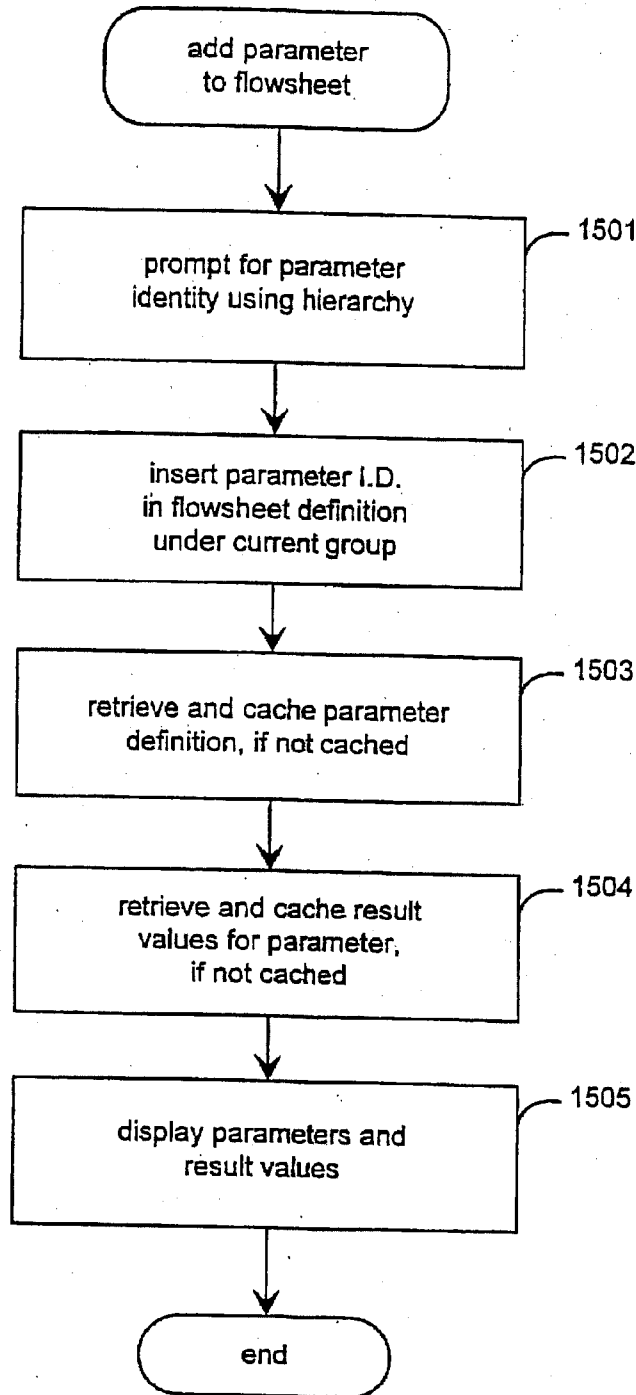 add parameter
to flowsheet
1501
prompt for parameter
identity using hierarchy
1502
insert parameter I.D.
in flowsheet definition
under current group
1503
retrieve and cache parameter
definition, if not cached
1504
retrieve and cache result
values for parameter,
if not cached
1505
display parameters and
result values
end